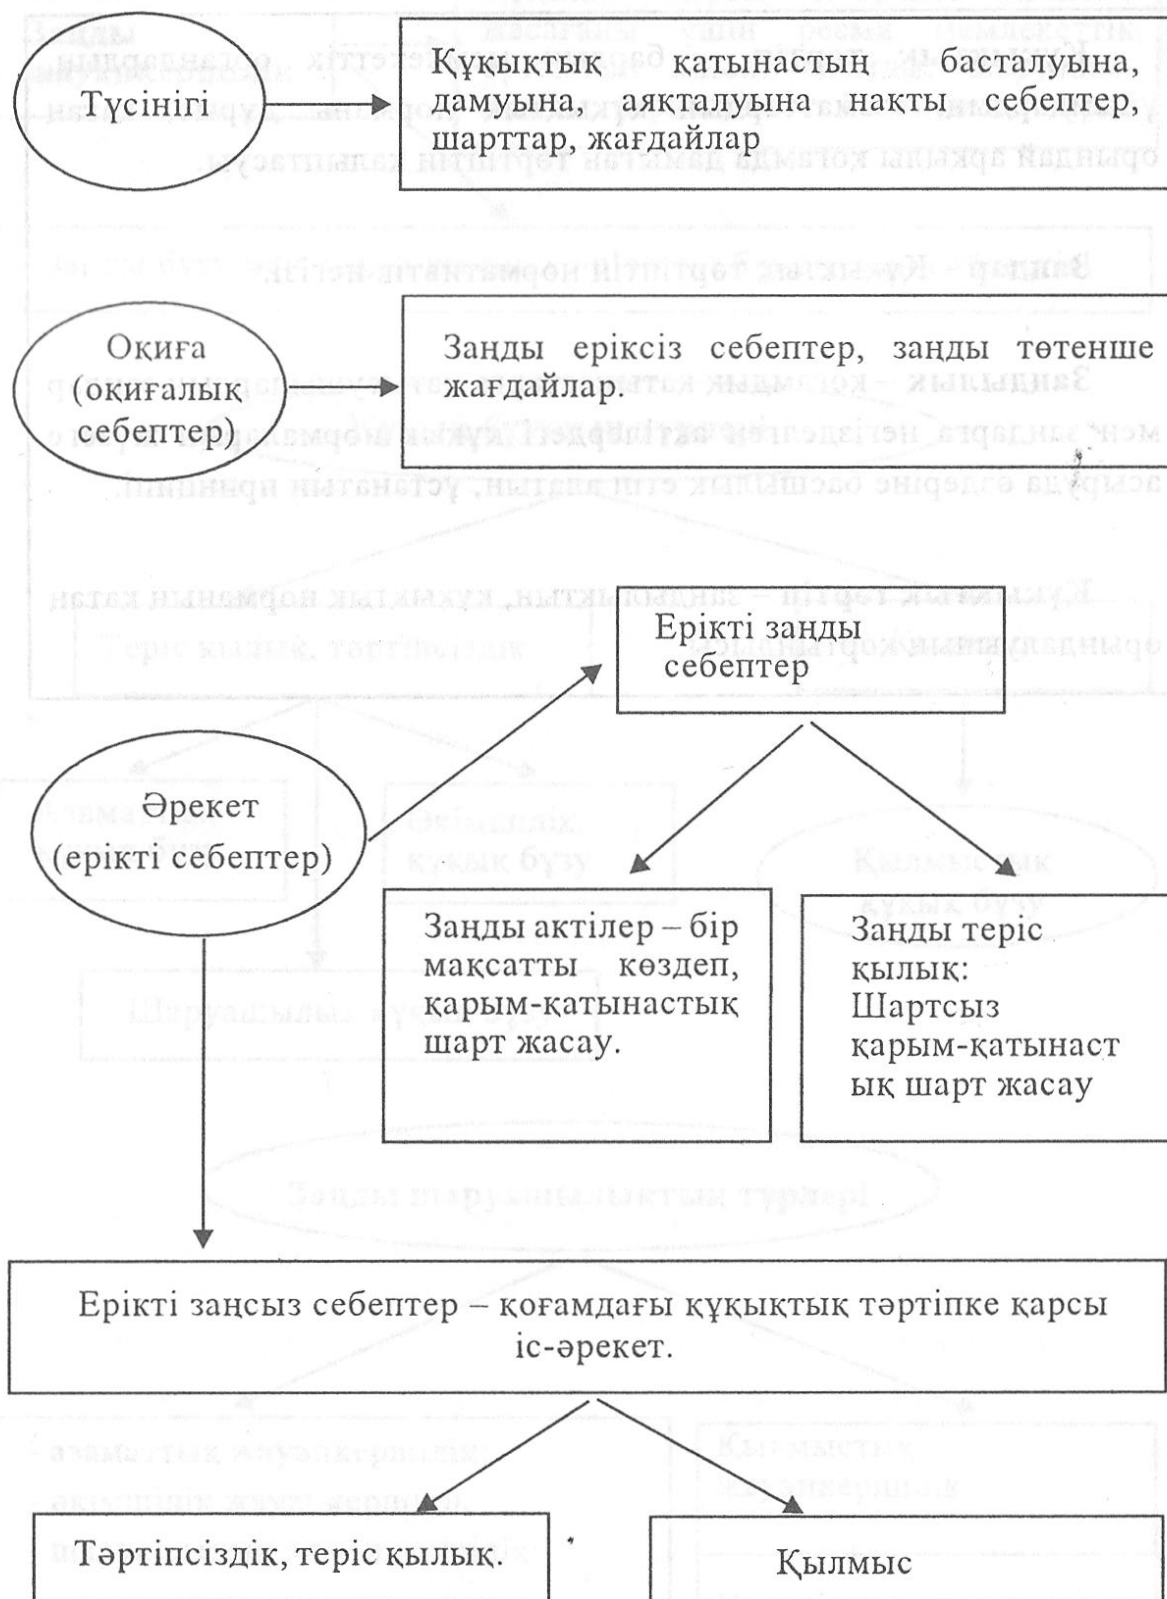 Түсінігі
Құқықтық қатынастың басталуына,
дамуына, аяқталуына нақты себептер,
шарттар, жағдайлар
Оқиға
(оқиғалық
себептер)
Заңды еріксіз себептер, заңды төтенше
жағдайлар.
Ерікті заңды
себептер
Әрекет
(ерікті себептер)
Заңды актілер – бір
мақсатты көздеп,
қарым-қатынастық
шарт жасау.
Заңды теріс
қылық:
Шартсыз
қарым-қатынаст
ық шарт жасау
Ерікті заңсыз себептер – қоғамдағы құқықтық тәртіпке қарсы
іс-әрекет.
Тәртіпсіздік, теріс қылық.
Қылмыс